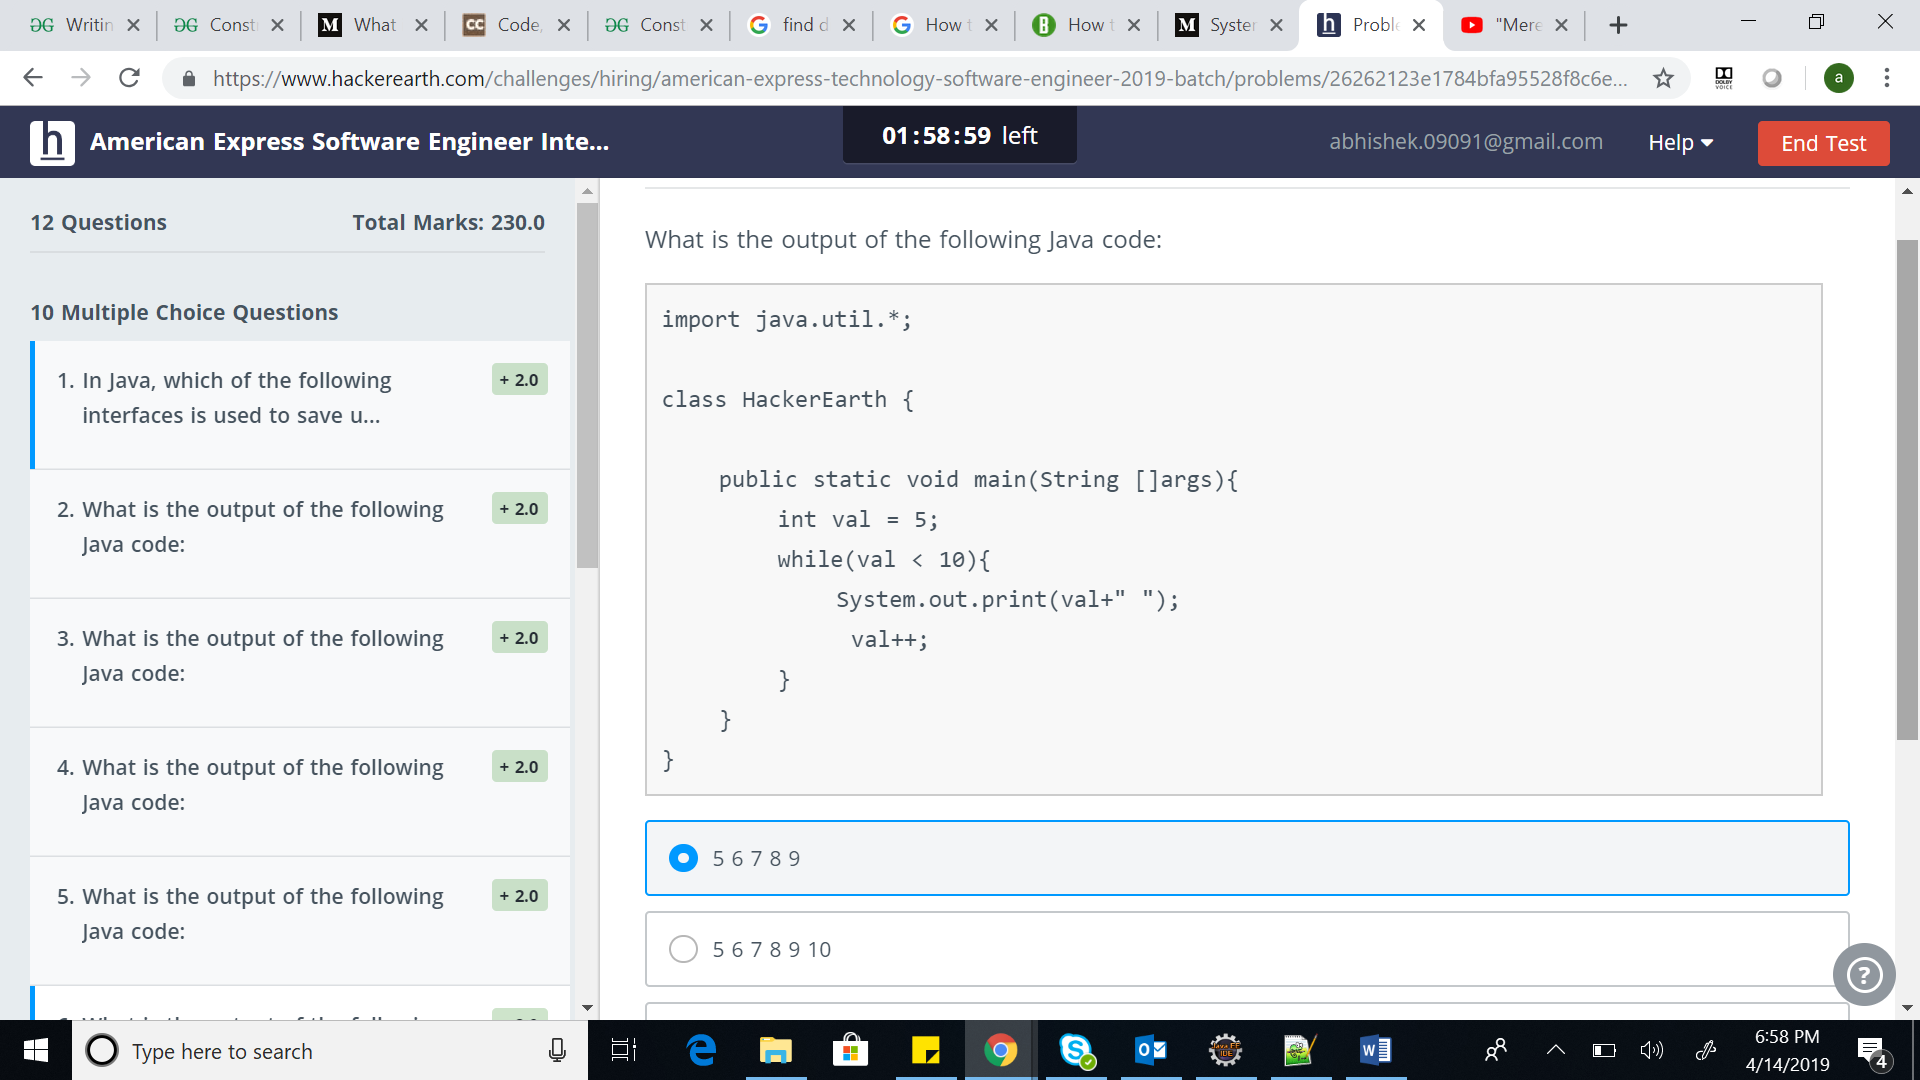 Writin
Const
What
Code,
Const
find d
How t
How t
System
Proble
"Mere
https://www.hackerearth.com/challenges/hiring/american-express-technology-software-engineer-2019-batch/problems/26262123e1784bfa95528f8c6e...
DOLBY
VOICE
a
h
American Express Software Engineer Inte...
01:58:59 left
abhishek.09091@gmail.com
Help
End Test
12 Questions
Total Marks: 230.0
10 Multiple Choice Questions
1. In Java, which of the following
interfaces is used to save u...
+ 2.0
2. What is the output of the following
Java code:
+ 2.0
3. What is the output of the following
Java code:
+ 2.0
4. What is the output of the following
Java code:
+ 2.0
5. What is the output of the following
Java code:
+ 2.0
What is the output of the following Java code:
import java.util.*;
class HackerEarth {
public static void main(String []args){
int val = 5;
while(val < 10){
System.out.print(val+" ");
val++;
}
}
}
5 6 7 8 9
5 6 7 8 9 10
?
Type here to search
6:58 PM
4/14/2019
4